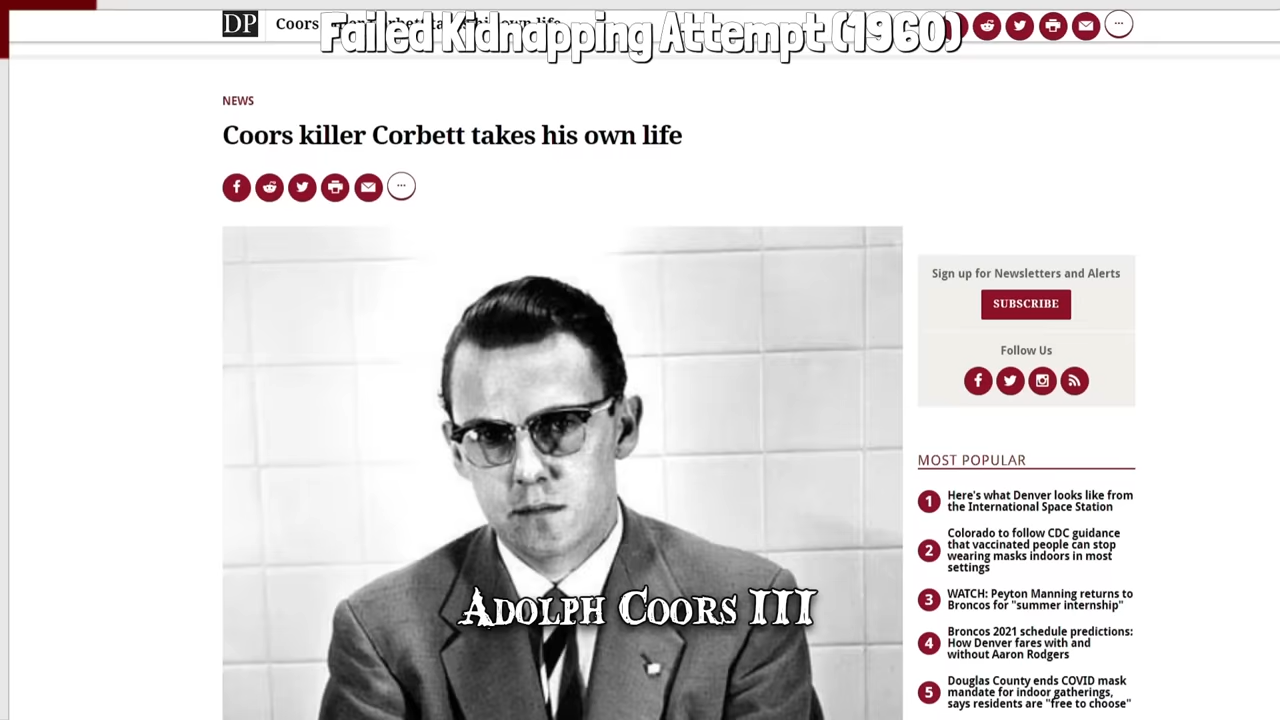 DP
Coors
Failed Kidnapping Attempt (1960)
NEWS
Coors killer Corbett takes his own life
Sign up for Newsletters and Alerts
SUBSCRIBE
Follow Us
MOST POPULAR
1
Here's what Denver looks like from
the International Space Station
2
Colorado to follow CDC guidance
that vaccinated people can stop
wearing masks indoors in most
settings
3
WATCH: Peyton Manning returns to
Broncos for "summer internship"
4
Broncos 2021 schedule predictions:
How Denver fares with and
without Aaron Rodgers
5
Douglas County ends COVID mask
mandate for indoor gatherings,
says residents are "free to choose"
Adolph Coors III